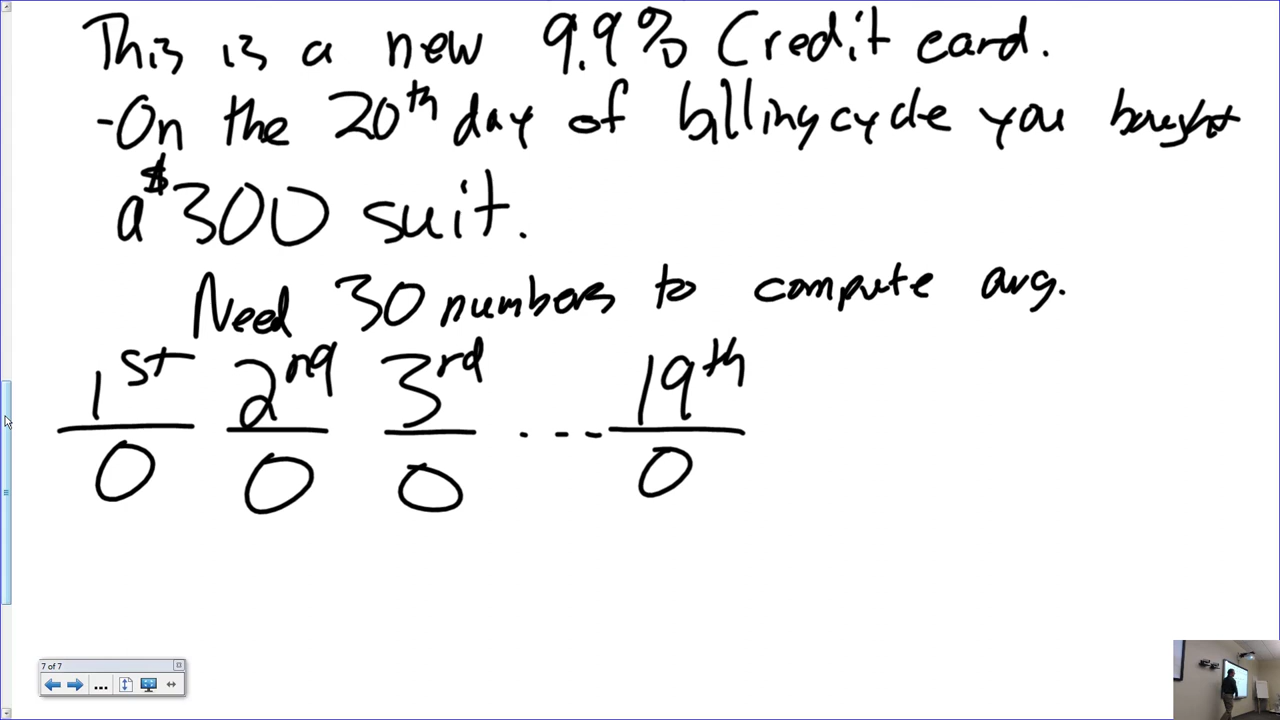 This is a new 9.9% Credit card.
-On the 20th day of billing cycle you bought
a $300 suit.
Need 30 numbers to compute avg.
1st 2nd 3rd ... 19th
0 0 0 0
7 of 7